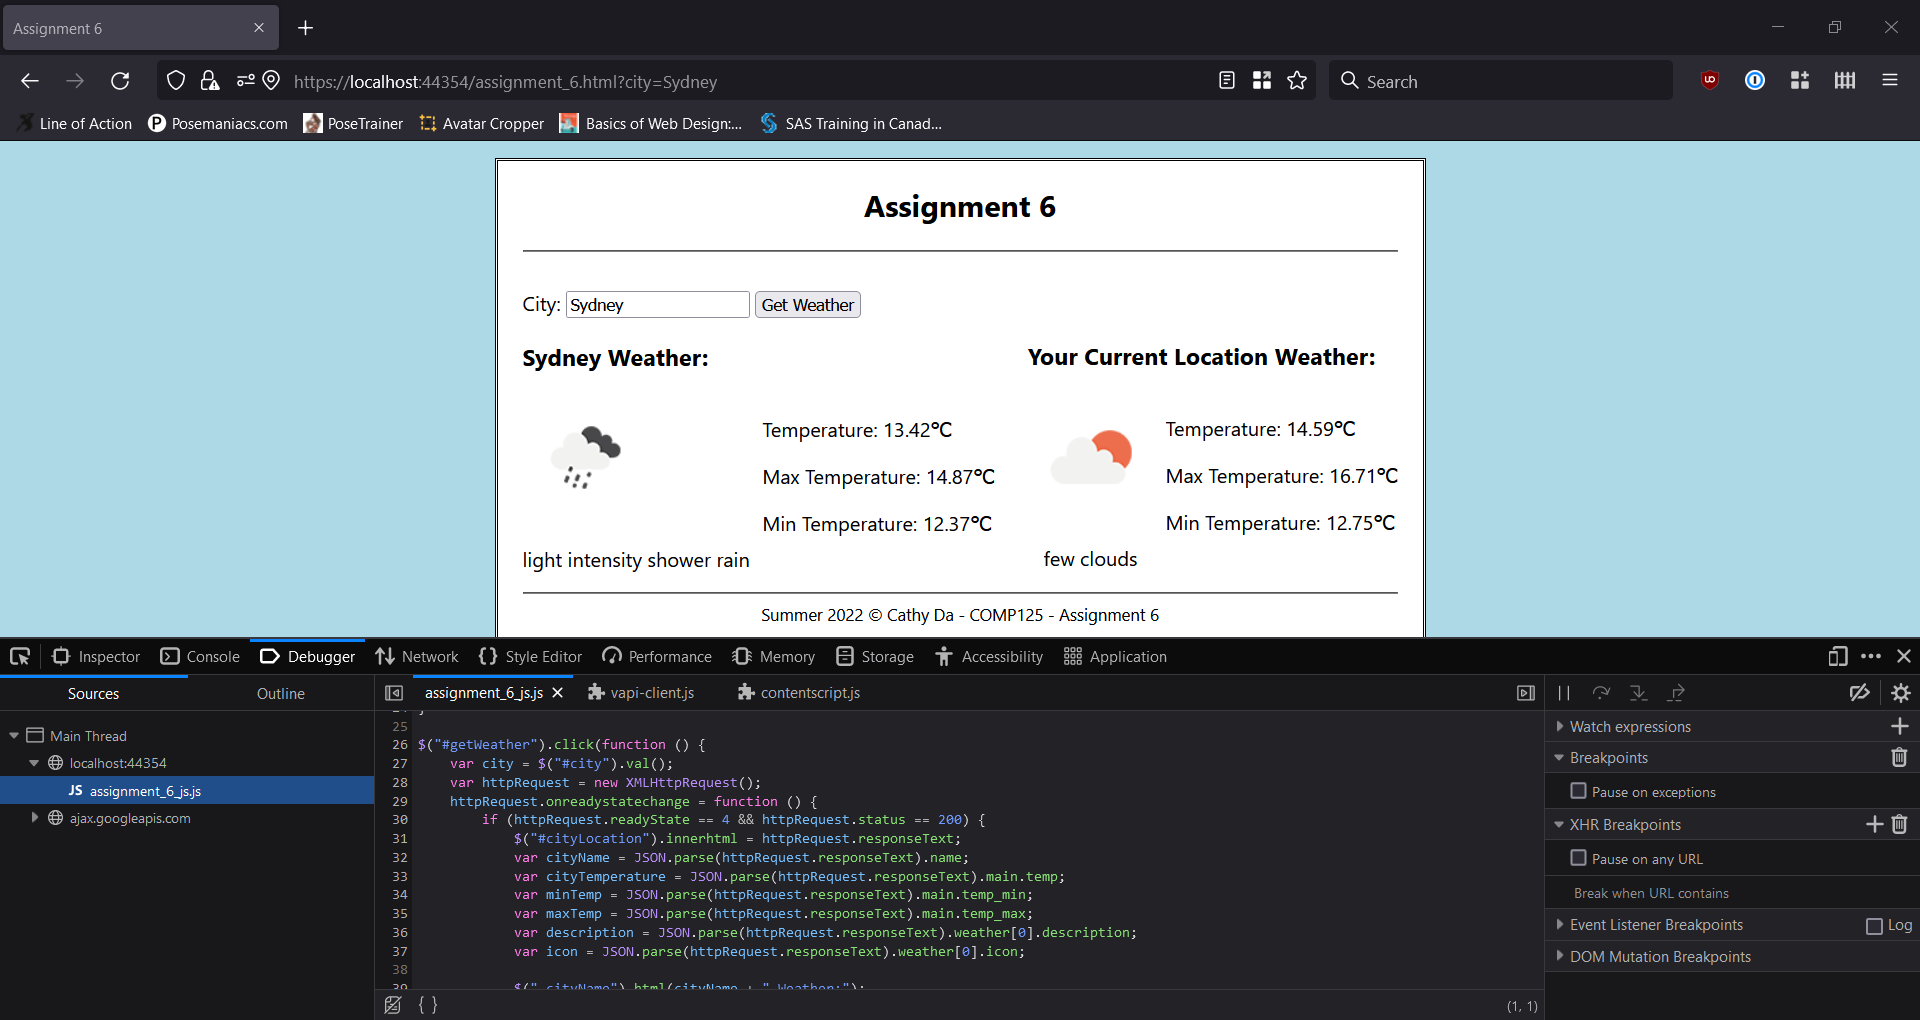 Assignment 6
https://localhost:44354/assignment_6.html?city=Sydney
Search
Line of Action
Posemaniacs.com
PoseTrainer
Avatar Cropper
Basics of Web Design:...
SAS Training in Canad...
Assignment 6
City: Sydney Get Weather
Sydney Weather:
Temperature: 13.42℃
Max Temperature: 14.87℃
Min Temperature: 12.37℃
light intensity shower rain
Your Current Location Weather:
Temperature: 14.59℃
Max Temperature: 16.71℃
Min Temperature: 12.75℃
few clouds
Summer 2022 © Cathy Da - COMP125 - Assignment 6
Inspector Console Debugger Network Style Editor Performance Memory Storage Accessibility Application
Sources Outline
Main Thread
localhost:44354
JS assignment_6_js.js
ajax.googleapis.com
assignment_6_js.js vapi-client.js contentscript.js
25
26 $("#getWeather").click(function () {
27 var city = $("#city").val();
28 var httpRequest = new XMLHttpRequest();
29 httpRequest.onreadystatechange = function () {
30 if (httpRequest.readyState == 4 && httpRequest.status == 200) {
31 $("#cityLocation").innerhtml = httpRequest.responseText;
32 var cityName = JSON.parse(httpRequest.responseText).name;
33 var cityTemperature = JSON.parse(httpRequest.responseText).main.temp;
34 var minTemp = JSON.parse(httpRequest.responseText).main.temp_min;
35 var maxTemp = JSON.parse(httpRequest.responseText).main.temp_max;
36 var description = JSON.parse(httpRequest.responseText).weather[0].description;
37 var icon = JSON.parse(httpRequest.responseText).weather[0].icon;
38
{ }
(1, 1)
Watch expressions
Breakpoints
Pause on exceptions
XHR Breakpoints
Pause on any URL
Break when URL contains
Event Listener Breakpoints Log
DOM Mutation Breakpoints